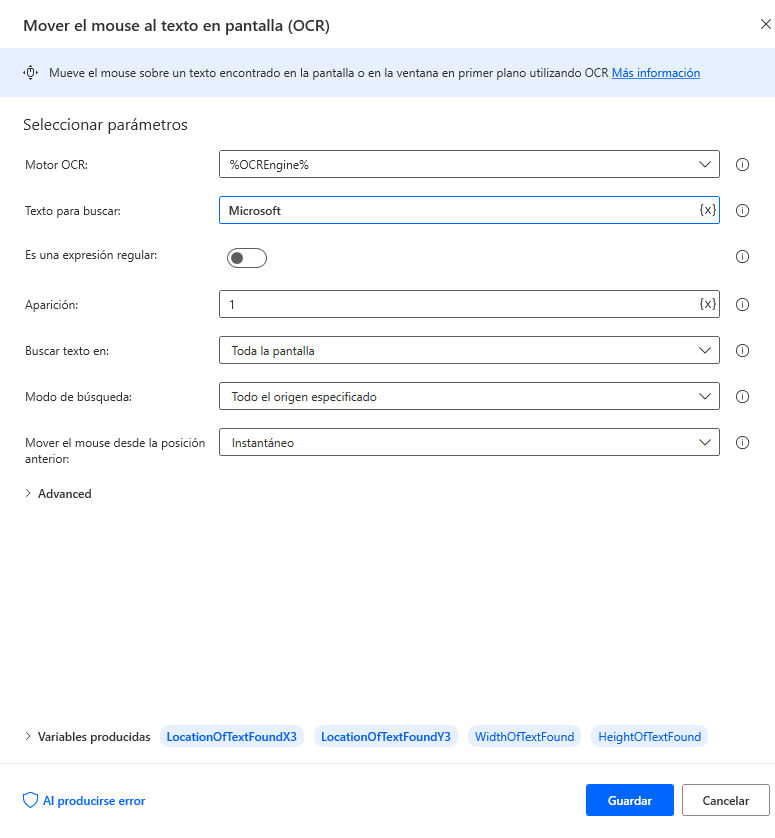 Mover el mouse al texto en pantalla (OCR)
Mueve el mouse sobre un texto encontrado en la pantalla o en la ventana en primer plano utilizando OCR Más información
Seleccionar parámetros
Motor OCR:
%OCREngine%
Texto para buscar:
Microsoft
{x}
Es una expresión regular:
Aparición:
1
{x}
Buscar texto en:
Toda la pantalla
Modo de búsqueda:
Todo el origen especificado
Mover el mouse desde la posición
anterior:
Instantáneo
Advanced
Variables producidas LocationOfTextFoundX3 LocationOfTextFoundY3 WidthOfTextFound HeightOfTextFound
Al producirse error
Guardar
Cancelar